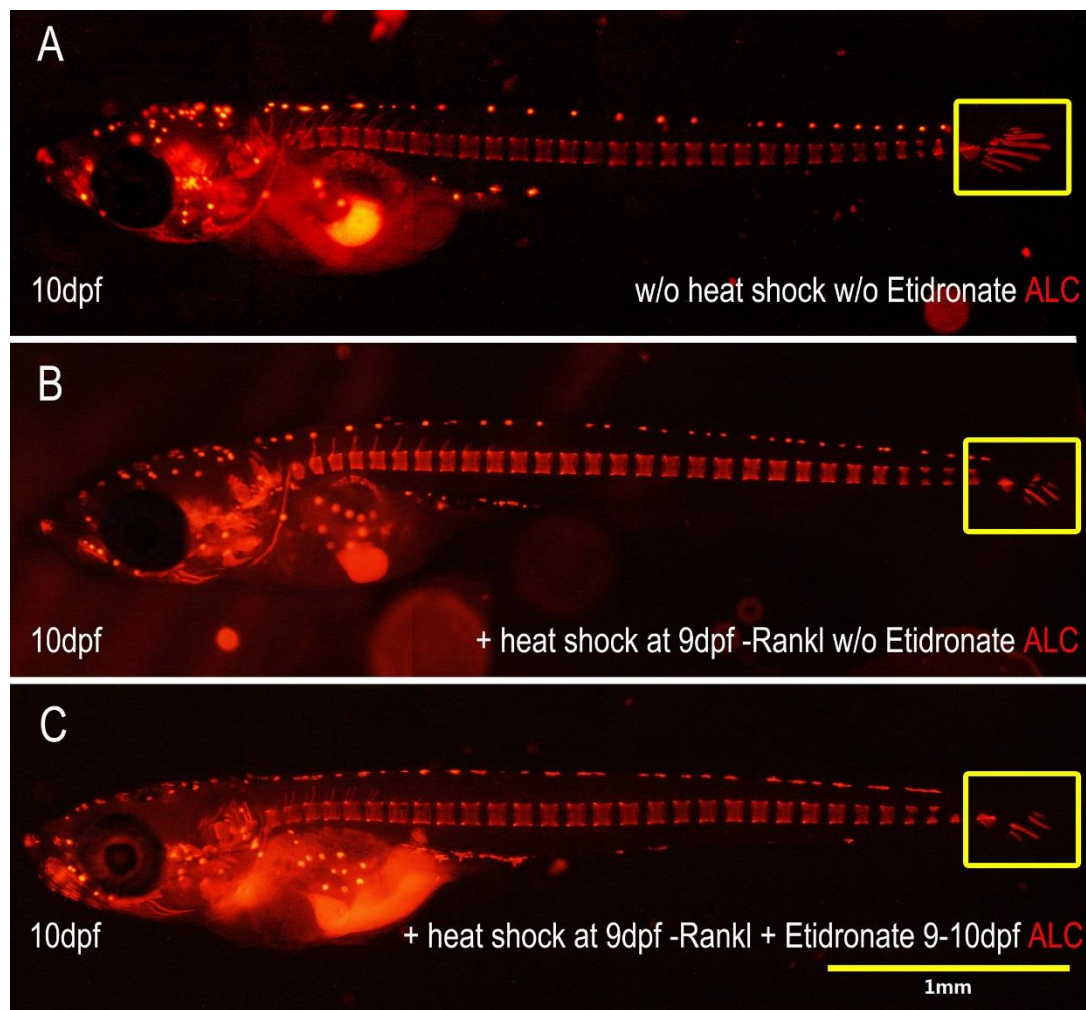 A
10dpf
w/o heat shock w/o Etidronate ALC
B
10dpf
+ heat shock at 9dpf -Rankl w/o Etidronate ALC
C
10dpf
+ heat shock at 9dpf -Rankl + Etidronate 9-10dpf ALC
1mm